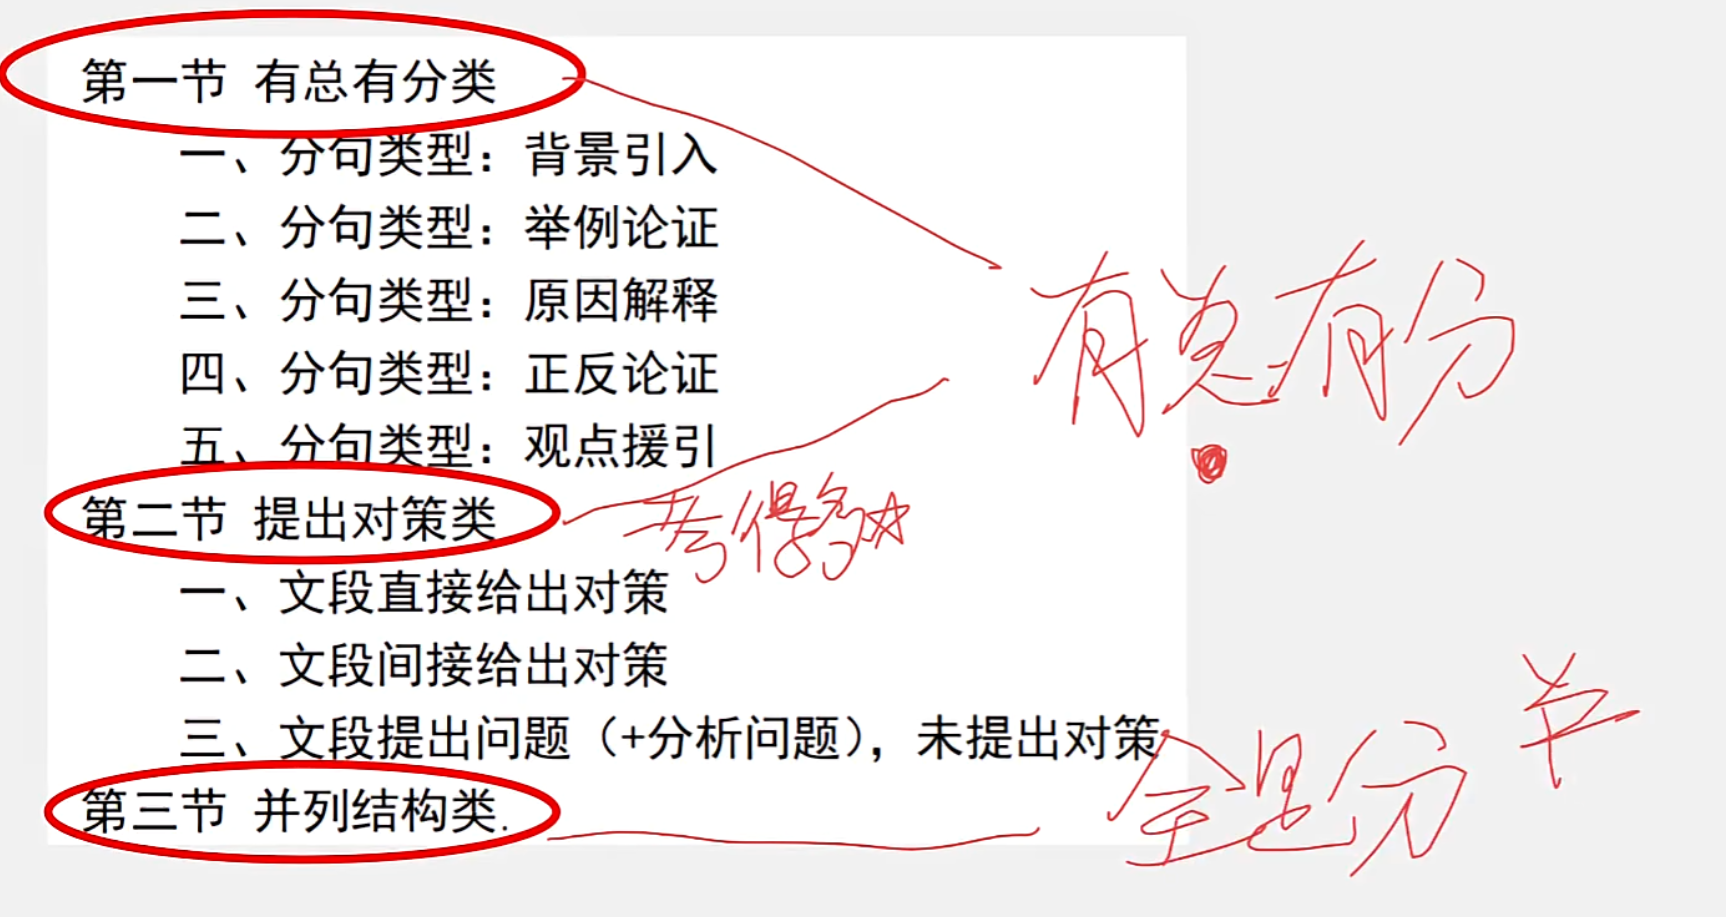 第一节 有总有分类
一、分句类型：背景引入
二、分句类型：举例论证
三、分句类型：原因解释
四、分句类型：正反论证
五、分句类型：观点援引
第二节 提出对策类
一、文段直接给出对策
二、文段间接给出对策
三、文段提出问题（+分析问题），未提出对策
第三节 并列结构类.
有总有分
考得多
全是分